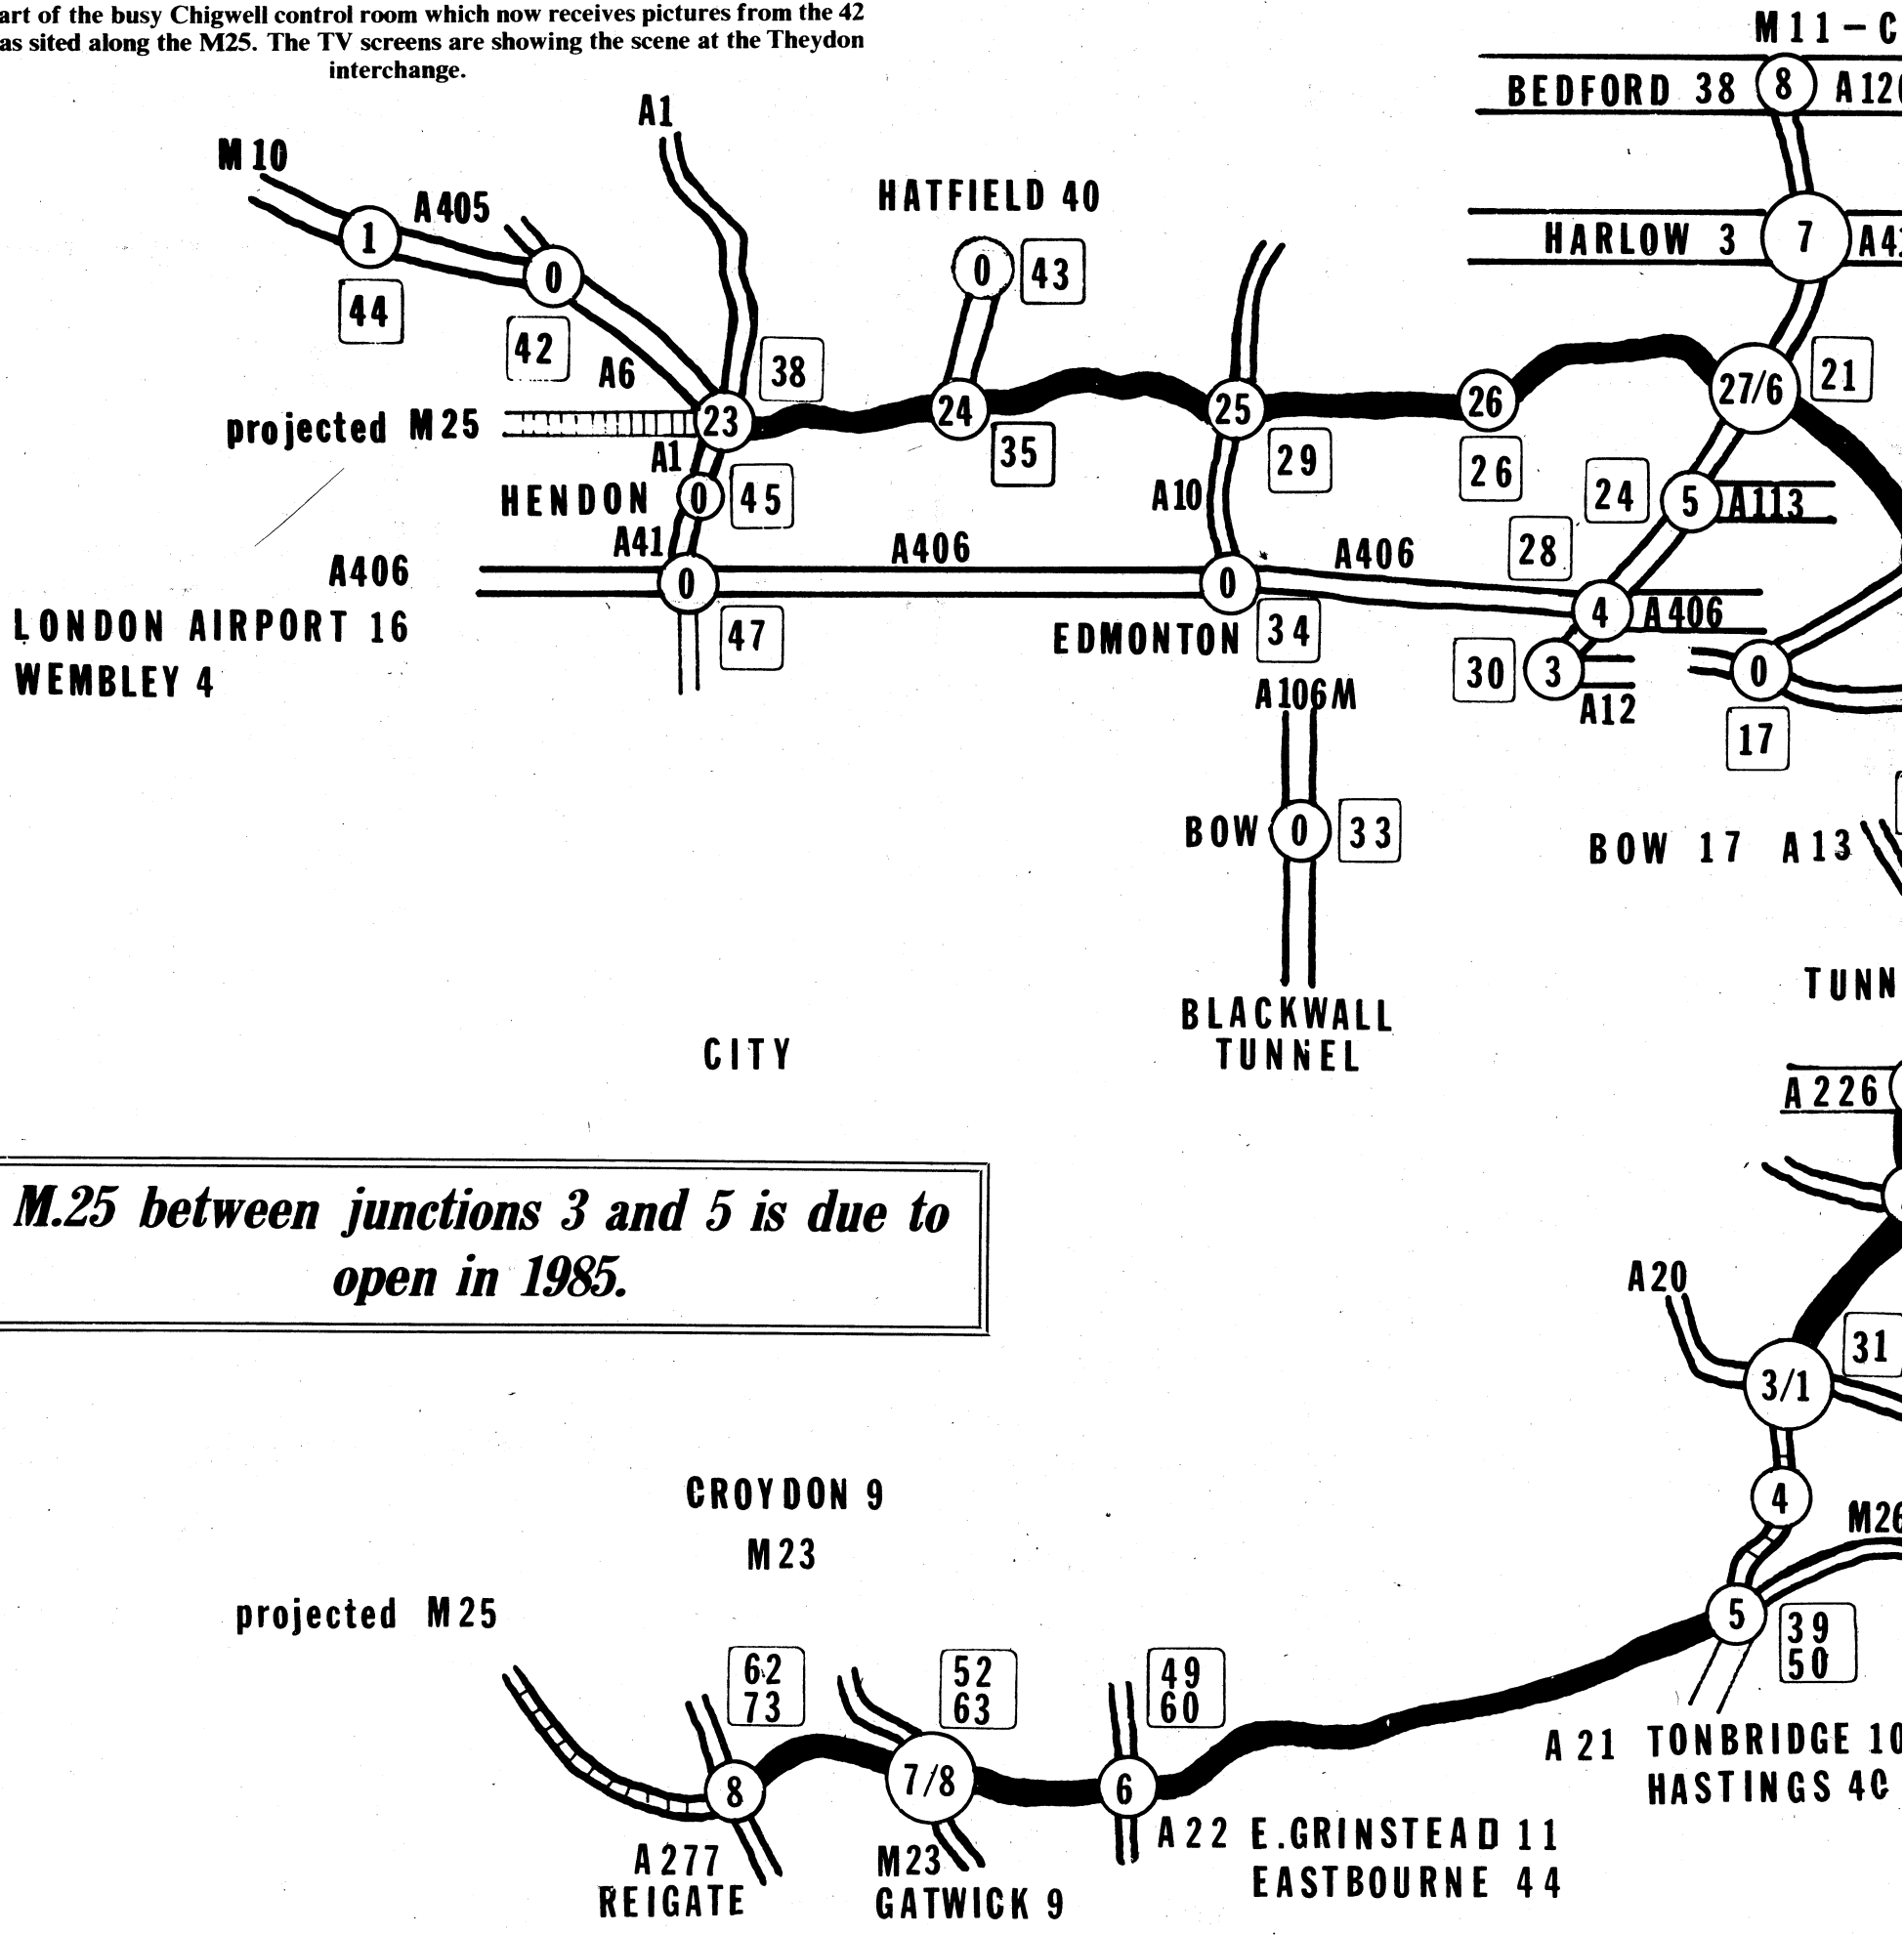 art of the busy Chigwell control room which now receives pictures from the 42
as sited along the M25. The TV screens are showing the scene at the Theydon
interchange.
M11-C
BEDFORD 38 8 A12
M10
A1
A405
HATFIELD 40
1
0
0
43
HARLOW 3 7 A4
44
42
A6
38
27/6
21
projected M25
23
24
25
26
A1
35
29
26
HENDON 0 45
A10
24
5
A113
A41
28
A406
0
A406
0
A406
4
A406
LONDON AIRPORT 16
47
EDMONTON 34
30
3
0
WEMBLEY 4
A106M
A12
17
BOW 0 33
BOW 17 A13
TUNN
BLACKWALL
TUNNEL
CITY
A226
M.25 between junctions 3 and 5 is due to
open in 1985.
A20
31
3/1
CROYDON 9
4
M26
M23
projected M25
5
39
50
62
73
52
63
49
60
8
7/8
6
A21 TONBRIDGE 10
HASTINGS 40
A22 E.GRINSTEAD 11
EASTBOURNE 44
A277
REIGATE
M23
GATWICK 9